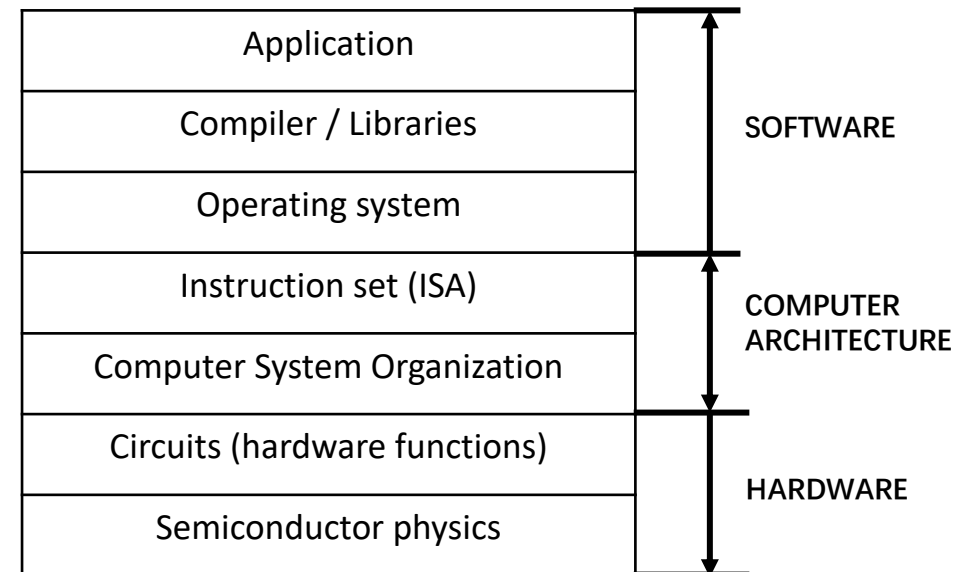 Application
Compiler / Libraries
SOFTWARE
Operating system
Instruction set (ISA)
COMPUTER
ARCHITECTURE
Computer System Organization
Circuits (hardware functions)
HARDWARE
Semiconductor physics